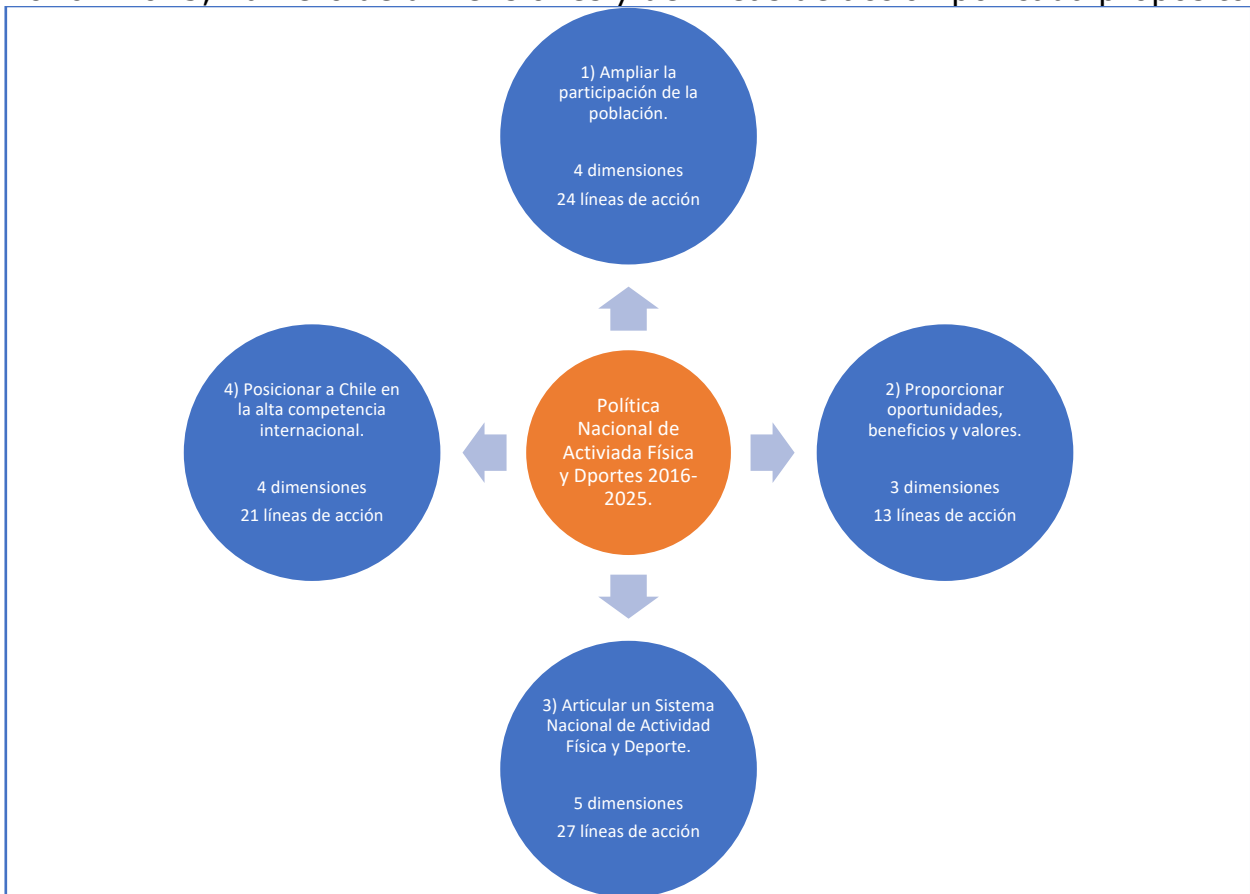 1) Ampliar la
participación de la
población.
4 dimensiones
24 líneas de acción
4) Posicionar a Chile en
la alta competencia
internacional.
4 dimensiones
21 líneas de acción
Política
Nacional de
Activiada Física
y Dportes 2016-
2025.
2) Proporcionar
oportunidades,
beneficios y valores.
3 dimensiones
13 líneas de acción
3) Articular un Sistema
Nacional de Actividad
Física y Deporte.
5 dimensiones
27 líneas de acción